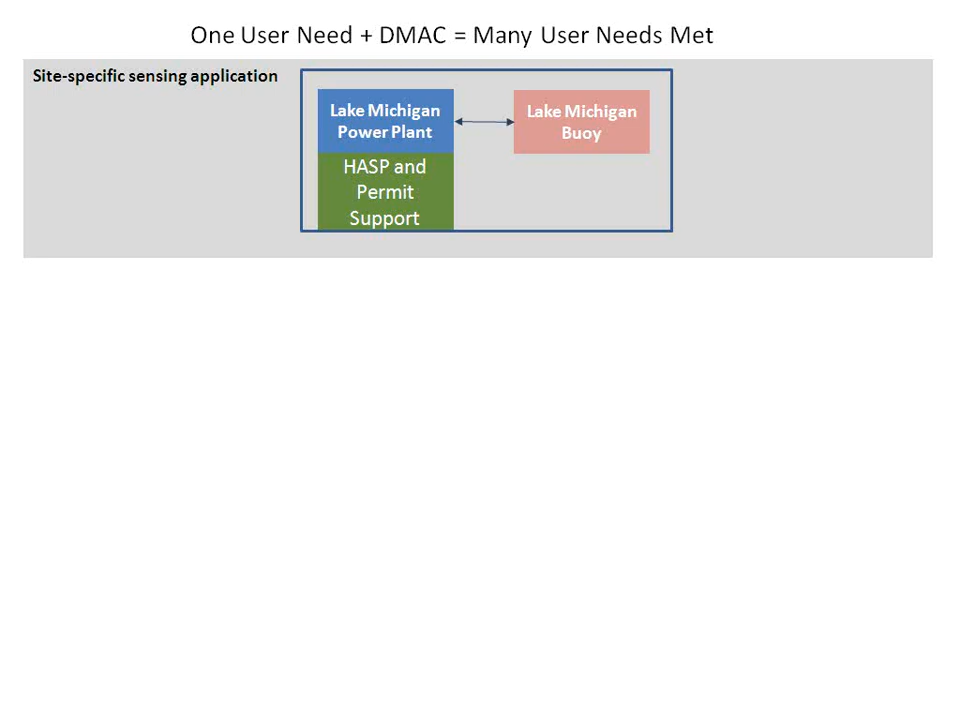 One User Need + DMAC = Many User Needs Met
Site-specific sensing application
Lake Michigan
Power Plant
Lake Michigan
Buoy
HASP and
Permit
Support